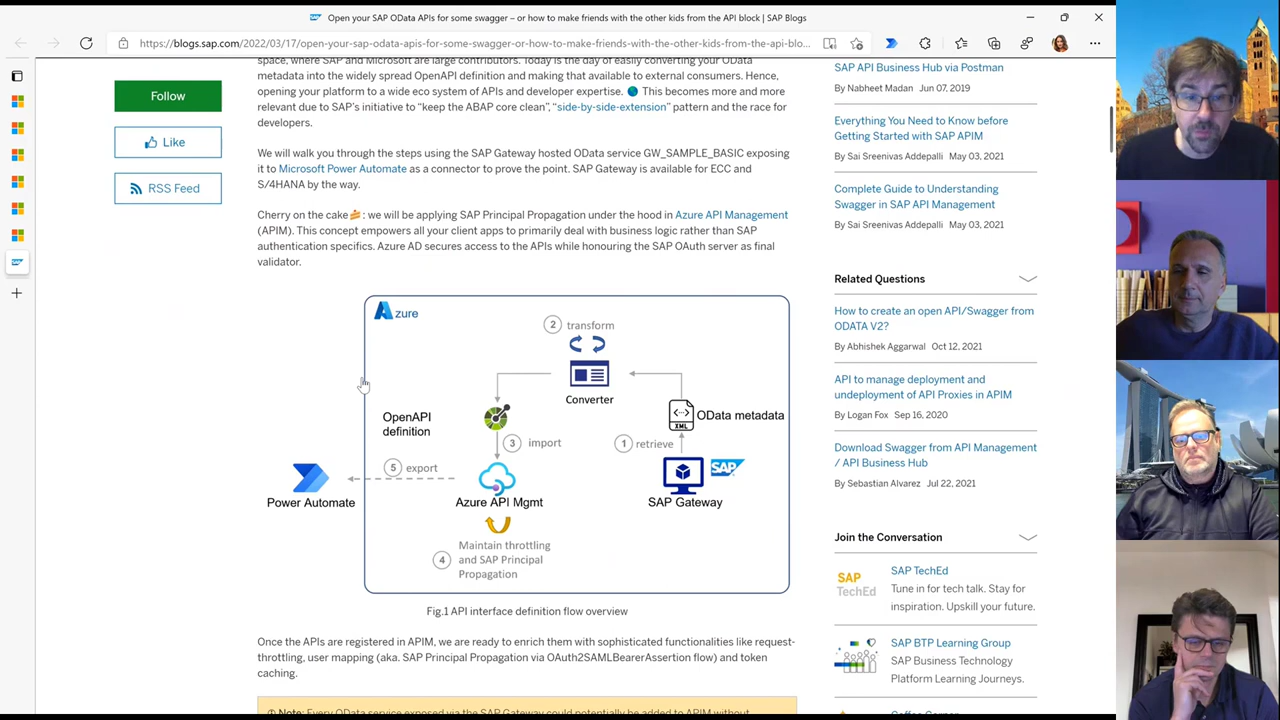 Open your SAP OData APIs for some swagger – or how to make friends with the other kids from the API block | SAP Blogs
https://blogs.sap.com/2022/03/17/open-your-sap-odata-apis-for-some-swagger-or-how-to-make-friends-with-the-other-kids-from-the-api-blo...
Follow
Like
RSS Feed
space, where SAP and Microsoft are large contributors. Today is the day of easily converting your OData
metadata into the widely spread OpenAPI definition and making that available to external consumers. Hence,
opening your platform to a wide eco system of APIs and developer expertise. 🌎 This becomes more and more
relevant due to SAP's initiative to “keep the ABAP core clean”, “side-by-side-extension” pattern and the race for
developers.
We will walk you through the steps using the SAP Gateway hosted OData service GW_SAMPLE_BASIC exposing
it to Microsoft Power Automate as a connector to prove the point. SAP Gateway is available for ECC and
S/4HANA by the way.
Cherry on the cake🍰: we will be applying SAP Principal Propagation under the hood in Azure API Management
(APIM). This concept empowers all your client apps to primarily deal with business logic rather than SAP
authentication specifics. Azure AD secures access to the APIs while honouring the SAP OAuth server as final
validator.
Azure
2 transform
Converter
OpenAPI
definition
OData metadata
XML
3 import
1 retrieve
5 export
SAP
Power Automate
Azure API Mgmt
SAP Gateway
4
Maintain throttling
and SAP Principal
Propagation
Fig.1 API interface definition flow overview
Once the APIs are registered in APIM, we are ready to enrich them with sophisticated functionalities like request-
throttling, user mapping (aka. SAP Principal Propagation via OAuth2SAMLBearerAssertion flow) and token
caching.
Note: Every OData service exposed via the SAP Gateway could potentially be added to APIM without
SAP API Business Hub via Postman
By Nabheet Madan Jun 07, 2019
Everything You Need to Know before
Getting Started with SAP APIM
By Sai Sreenivas Addepalli May 03, 2021
Complete Guide to Understanding
Swagger in SAP API Management
By Sai Sreenivas Addepalli May 03, 2021
Related Questions
How to create an open API/Swagger from
ODATA V2?
By Abhishek Aggarwal Oct 12, 2021
API to manage deployment and
undeployment of API Proxies in APIM
By Logan Fox Sep 16, 2020
Download Swagger from API Management
/ API Business Hub
By Sebastian Alvarez Jul 22, 2021
Join the Conversation
SAP
TechEd
SAP TechEd
Tune in for tech talk. Stay for
inspiration. Upskill your future.
SAP BTP Learning Group
SAP Business Technology
Platform Learning Journeys.
Coffee Corner